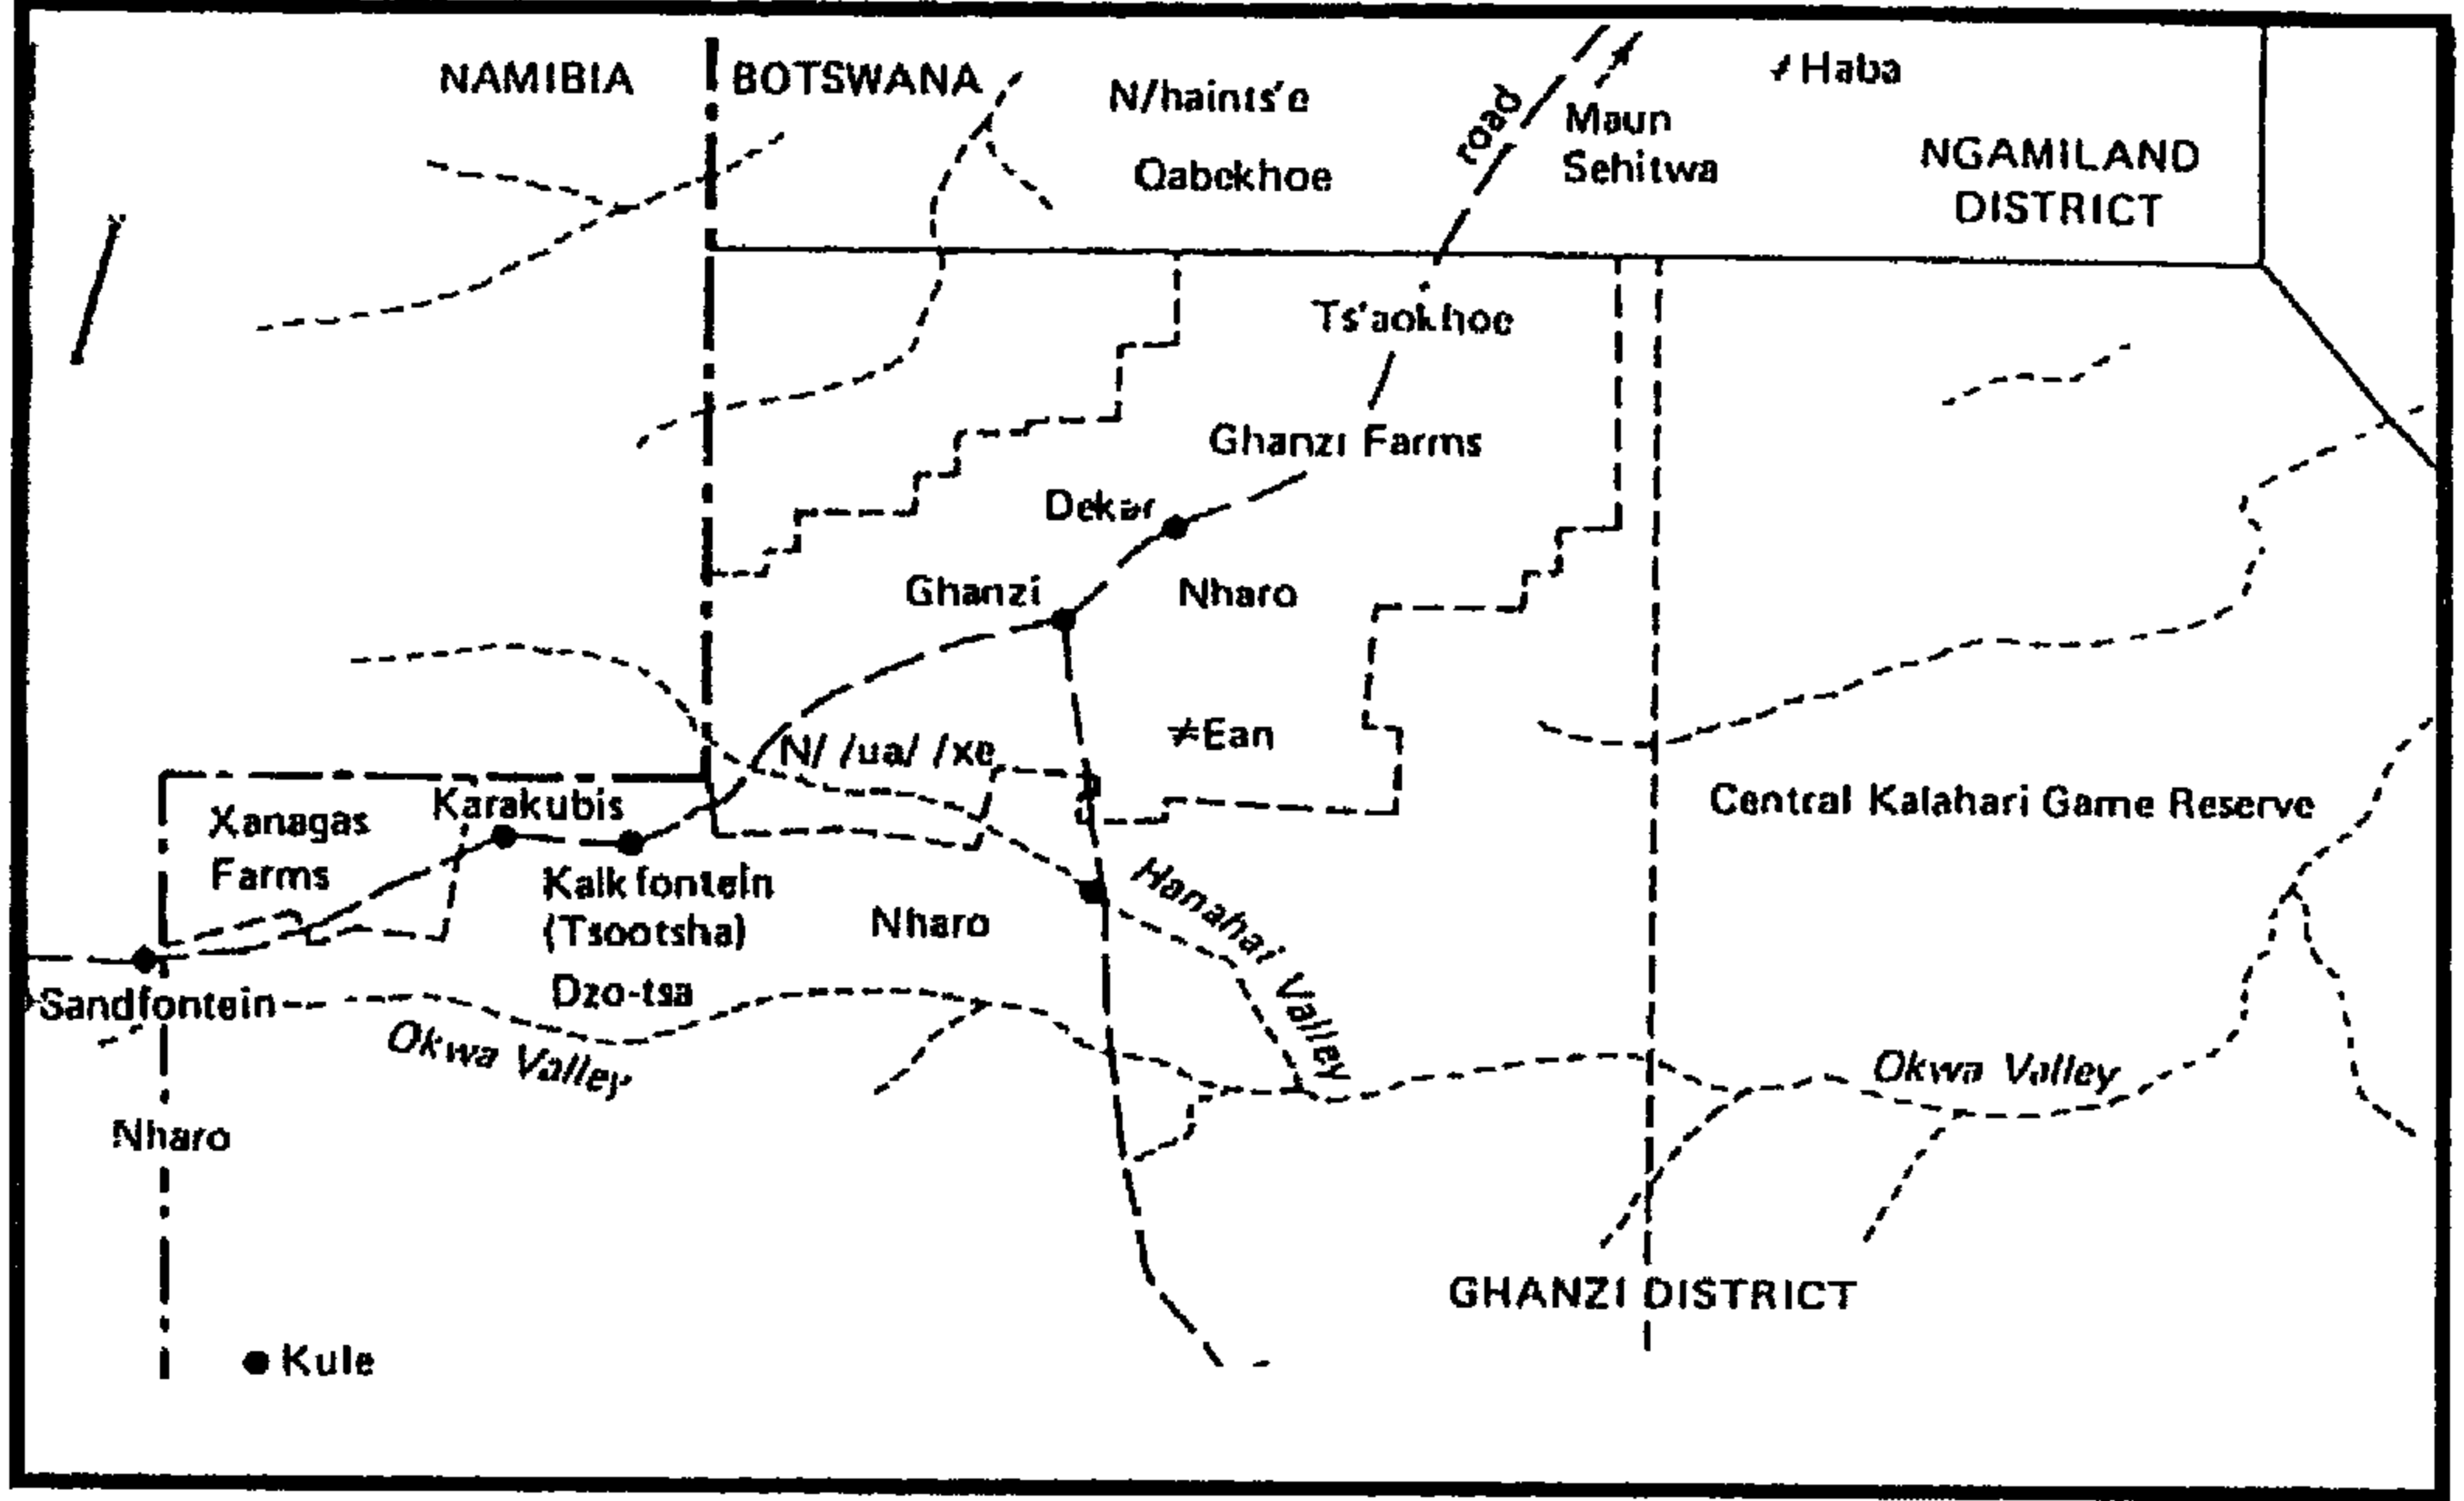 NAMIBIA
BOTSWANA
N/haints'e
Qabekhoe
road
Maun
Sehitwa
≠Haba
NGAMILAND
DISTRICT
Ts'aokhoe
Ghanzi Farms
Dekar
Ghanzi
Nharo
≠Ean
N//ua//xe
Central Kalahari Game Reserve
Xanagas
Farms
Karakubis
Kalkfontein
(Tsootsha)
Nharo
Hanahai Valley
Dzo-tsa
Sandfontein
Okwa Valley
Okwa Valley
Nharo
GHANZI DISTRICT
Kule